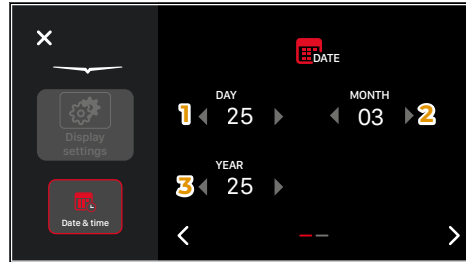 DATE
DAY
MONTH
1 25
03 2
Display
settings
YEAR
3 25
Date & time